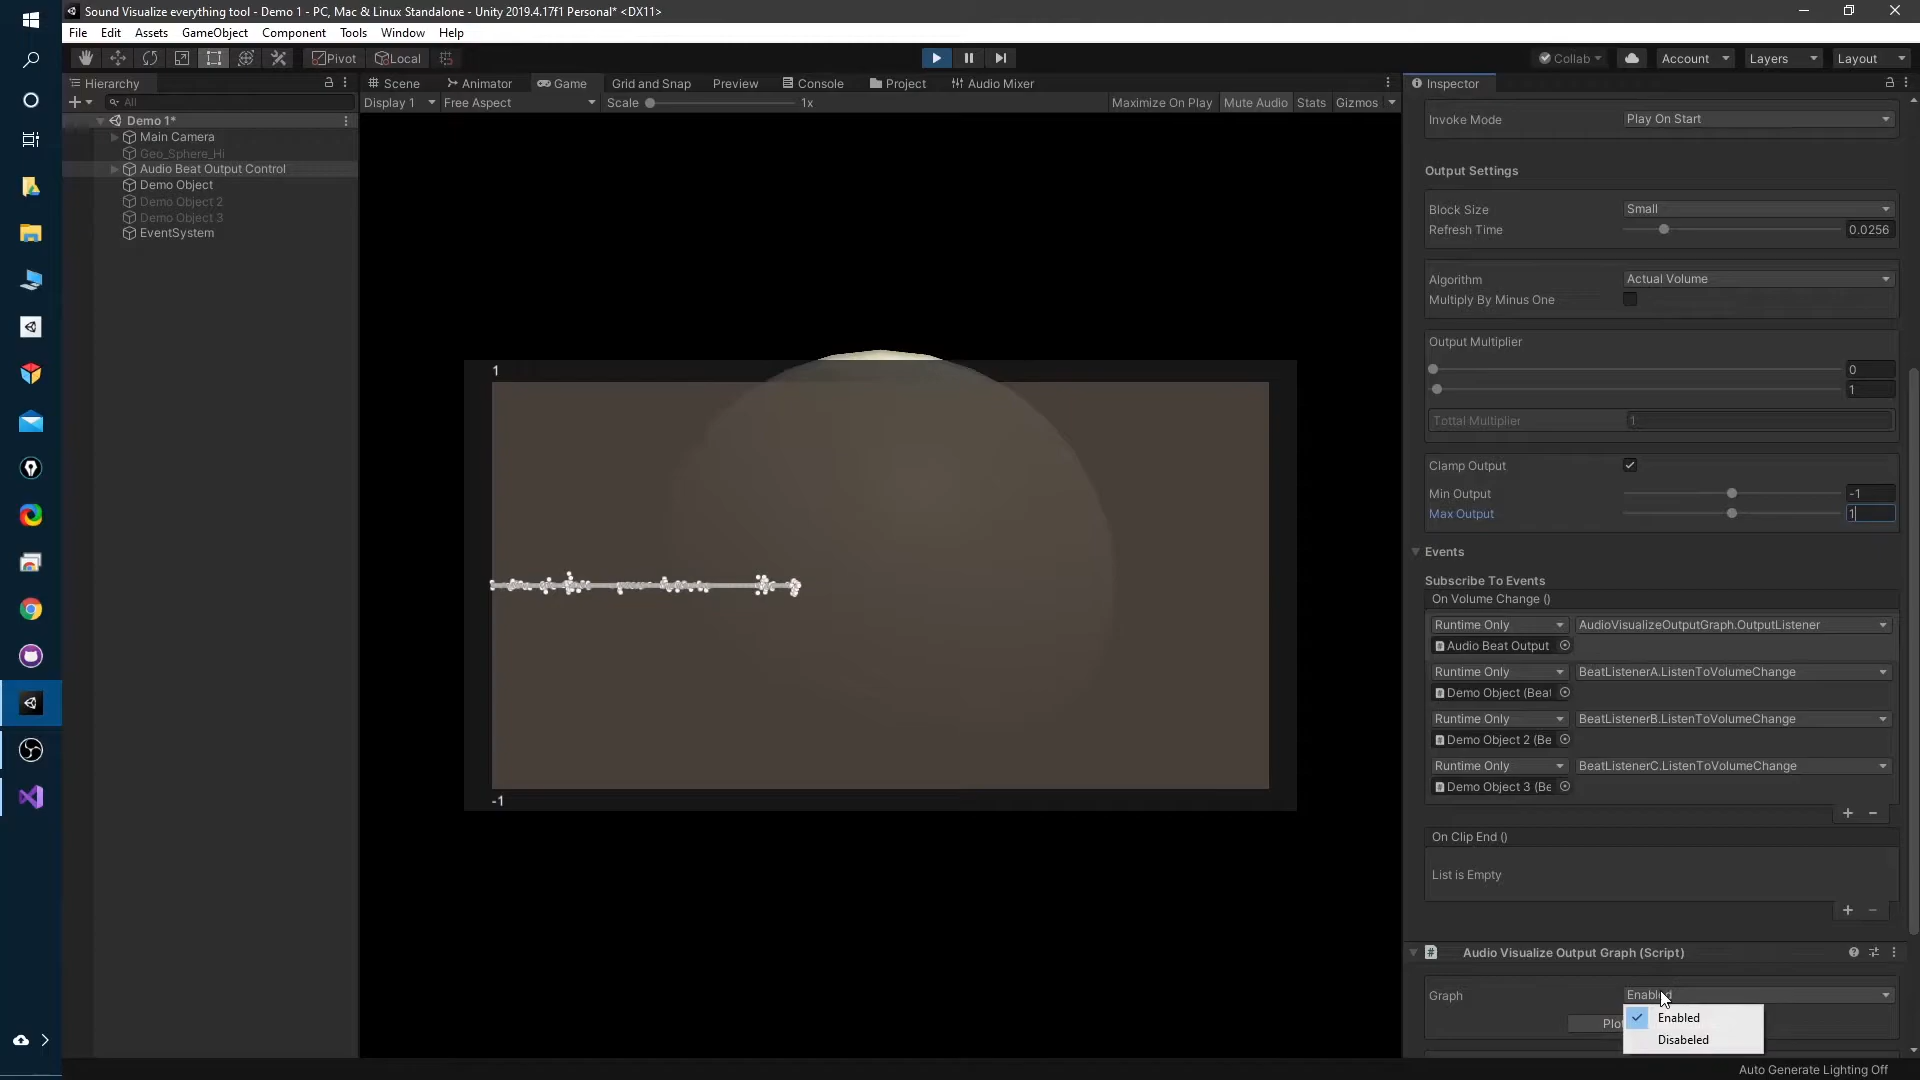 Sound Visualize everything tool - Demo 1 - PC, Mac & Linux Standalone - Unity 2019.4.17f1 Personal* <DX11>
File Edit Assets GameObject Component Tools Window Help
Pivot Local
Collab Account Layers Layout
Hierarchy
Scene Animator Game Grid and Snap Preview Console Project Audio Mixer
Inspector
All
Display 1 Free Aspect Scale 1x Maximize On Play Mute Audio Stats Gizmos
Demo 1*
Main Camera
Geo_Sphere_Hi
Audio Beat Output Control
Demo Object
Demo Object 2
Demo Object 3
EventSystem
1
-1
Invoke Mode Play On Start
Output Settings
Block Size Small
Refresh Time 0.0256
Algorithm Actual Volume
Multiply By Minus One
Output Multiplier
0
1
Tottal Multiplier 1
Clamp Output
Min Output -1
Max Output 1
Events
Subscribe To Events
On Volume Change ()
Runtime Only AudioVisualizeOutputGraph.OutputListener
Audio Beat Output
Runtime Only BeatListenerA.ListenToVolumeChange
Demo Object (Beat
Runtime Only BeatListenerB.ListenToVolumeChange
Demo Object 2 (Be
Runtime Only BeatListenerC.ListenToVolumeChange
Demo Object 3 (Be
On Clip End ()
List is Empty
Audio Visualize Output Graph (Script)
Graph Enabled
Enabled
Disabeled
Auto Generate Lighting Off